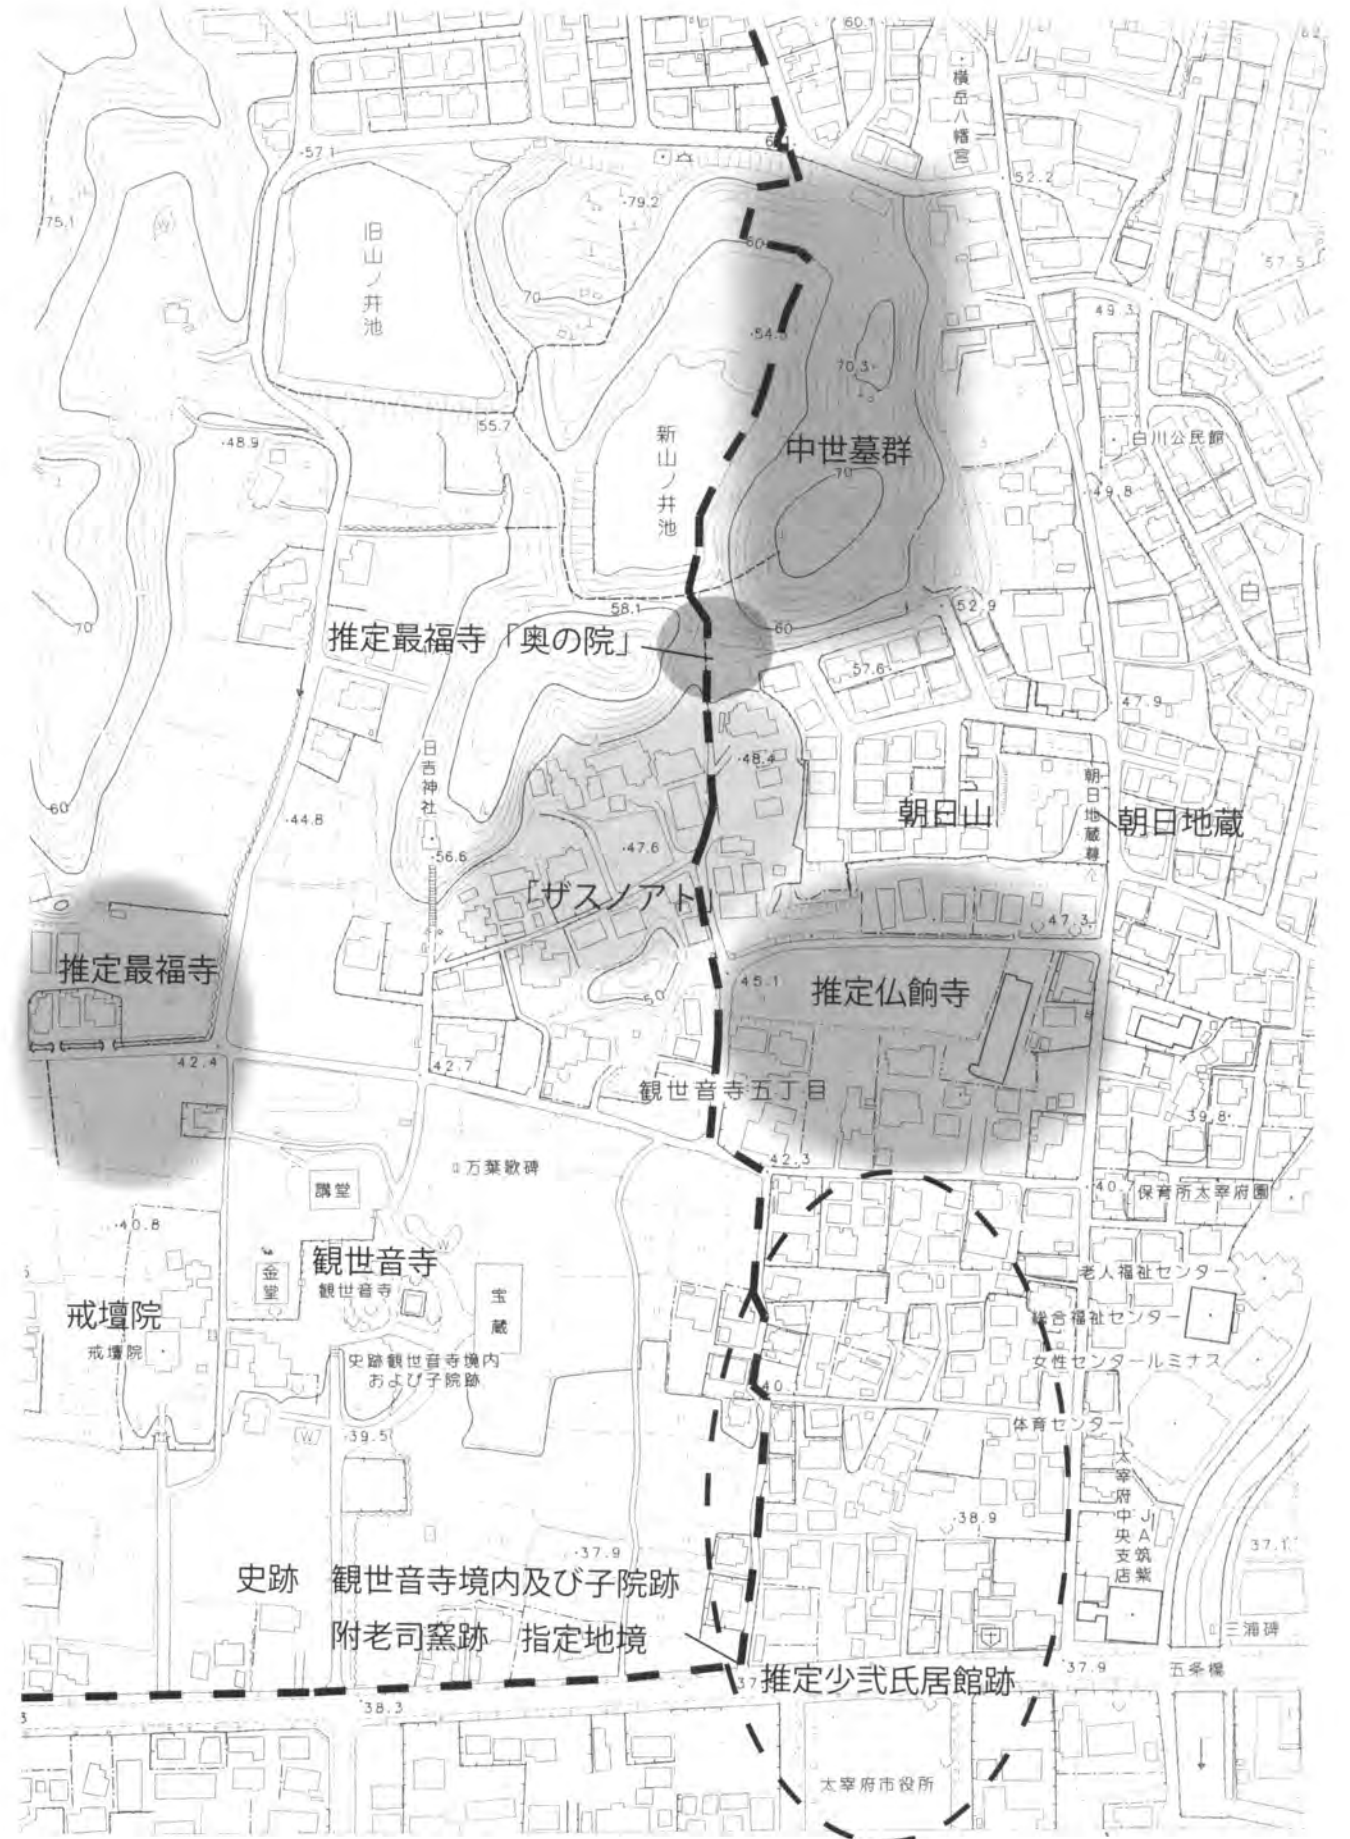 60.1
横岳八幡宮
57.1
52.2
79.2
75.1
旧山ノ井池
60
57.5
70
49.3
54.5
70.3
55.7
48.9
新山ノ井池
中世墓群
白川公民館
70
49.8
白
58.1
52.9
70
60
推定最福寺「奥の院」
57.6
47.9
日吉神社
48.4
朝日地蔵尊
60
44.8
朝日山
朝日地蔵
47.6
56.6
「ザスノアト」
47.3
推定最福寺
45.1
推定仏餉寺
50
42.4
42.7
観世音寺五丁目
39.8
万葉歌碑
42.3
講堂
40.7
保育所太宰府園
40.8
観世音寺
金堂
観世音寺
宝蔵
老人福祉センター
戒壇院
総合福祉センター
戒壇院
史跡観世音寺境内
および子院跡
女性センタールミナス
40.1
体育センター
39.5
太宰府中央支店
JA筑紫
38.9
37.9
37.1
史跡 観世音寺境内及び子院跡
附老司窯跡 指定地境
三浦碑
37.9
五条橋
推定少弐氏居館跡
38.3
太宰府市役所